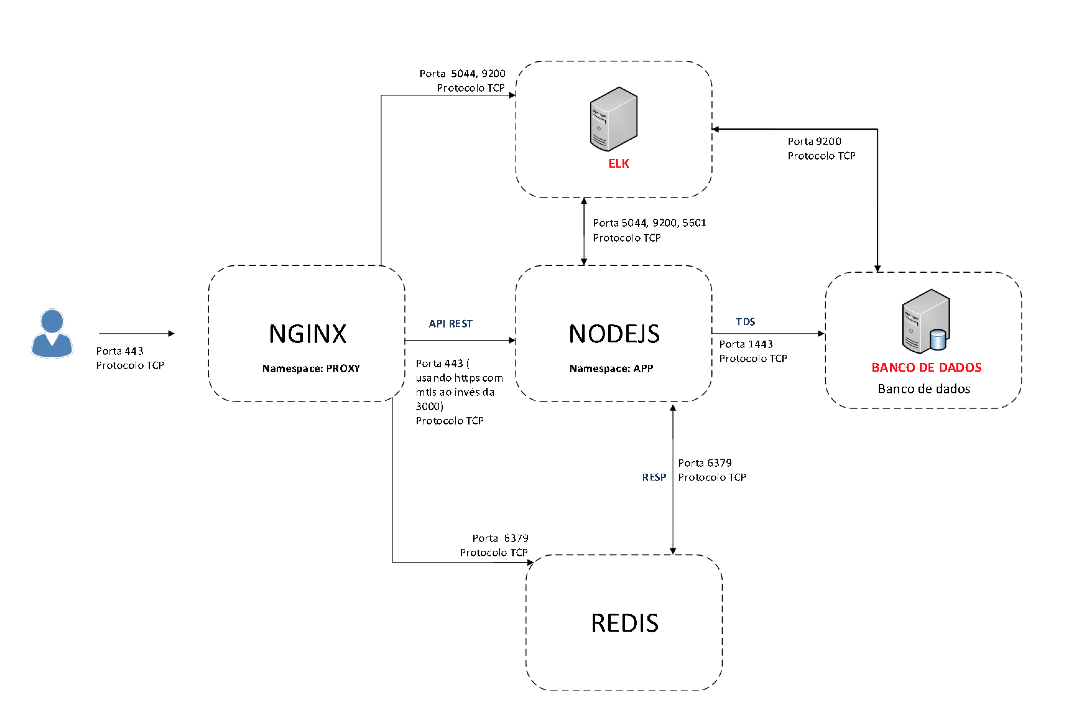 Porta 5044, 9200
Protocolo TCP
ELK
Porta 9200
Protocolo TCP
Porta 5044, 9200, 5601
Protocolo TCP
Porta 443
Protocolo TCP
NGINX
Namespace: PROXY
API REST
Porta 443 (
usando https com
mtls ao invés da
3000)
Protocolo TCP
NODEJS
Namespace: APP
TDS
Porta 1443
Protocolo TCP
BANCO DE DADOS
Banco de dados
RESP
Porta 6379
Protocolo TCP
Porta 6379
Protocolo TCP
REDIS